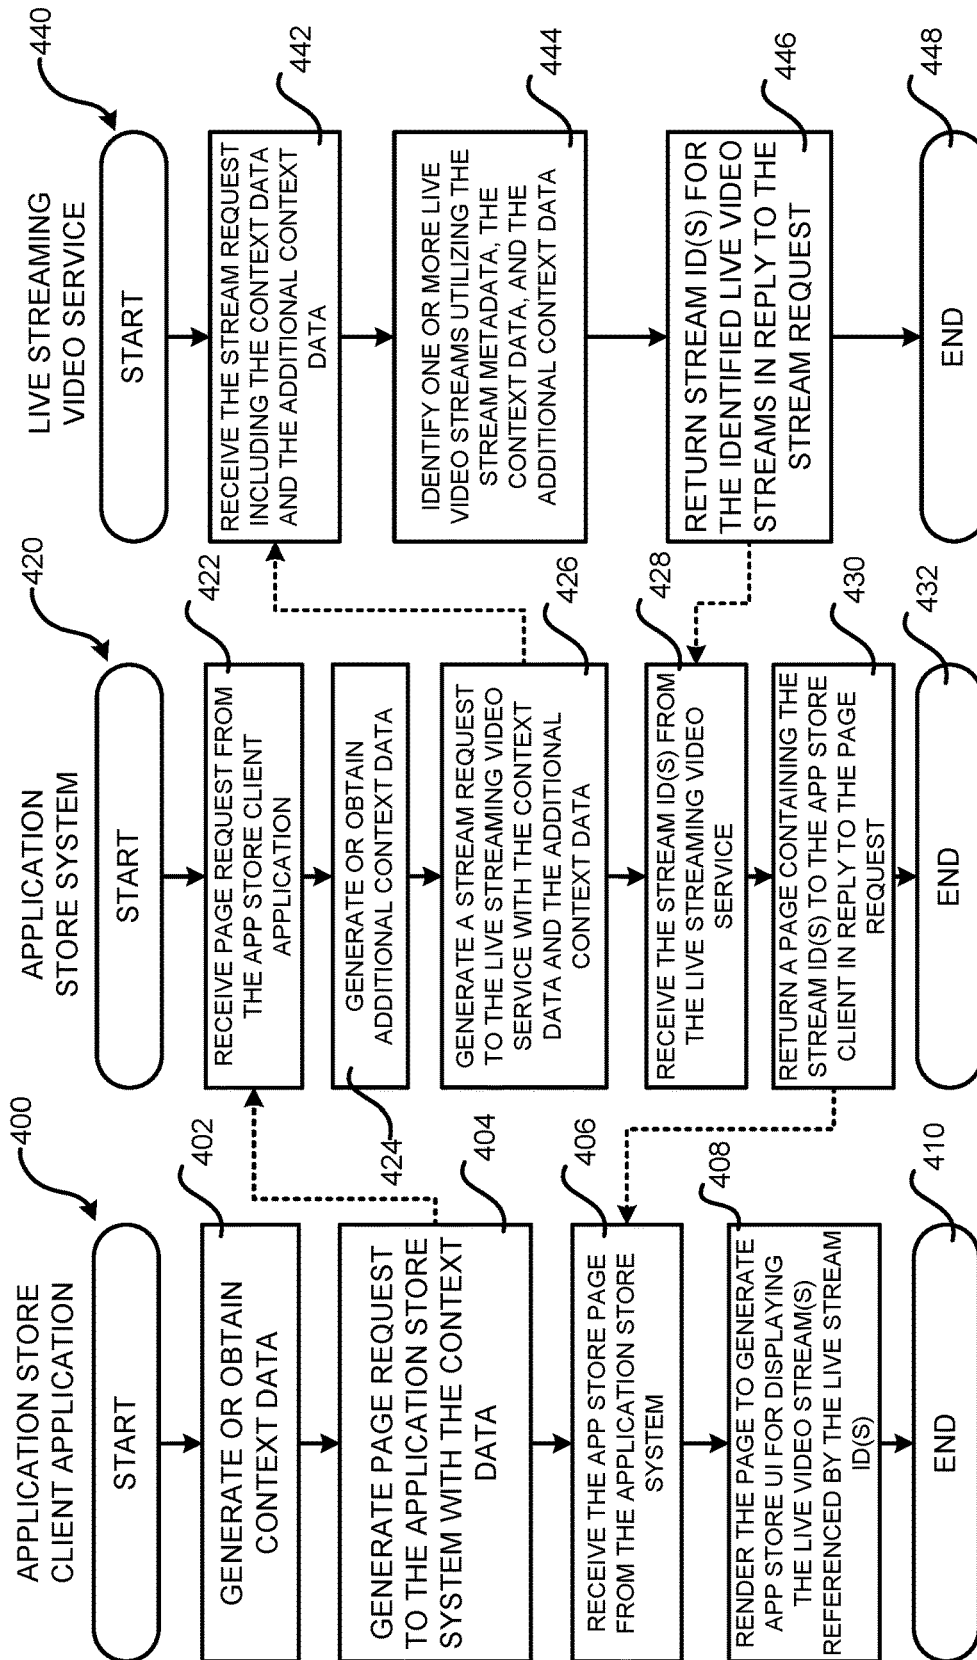 APPLICATION STORE
CLIENT APPLICATION
400
START
402
GENERATE OR OBTAIN
CONTEXT DATA
404
GENERATE PAGE REQUEST
TO THE APPLICATION STORE
SYSTEM WITH THE CONTEXT
DATA
406
RECEIVE THE APP STORE PAGE
FROM THE APPLICATION STORE
SYSTEM
408
RENDER THE PAGE TO GENERATE
APP STORE UI FOR DISPLAYING
THE LIVE VIDEO STREAM(S)
REFERENCED BY THE LIVE STREAM
ID(S)
410
END
APPLICATION
STORE SYSTEM
420
START
422
RECEIVE PAGE REQUEST FROM
THE APP STORE CLIENT
APPLICATION
424
GENERATE OR OBTAIN
ADDITIONAL CONTEXT DATA
426
GENERATE A STREAM REQUEST
TO THE LIVE STREAMING VIDEO
SERVICE WITH THE CONTEXT
DATA AND THE ADDITIONAL
CONTEXT DATA
428
RECEIVE THE STREAM ID(S) FROM
THE LIVE STREAMING VIDEO
SERVICE
430
RETURN A PAGE CONTAINING THE
STREAM ID(S) TO THE APP STORE
CLIENT IN REPLY TO THE PAGE
REQUEST
432
END
LIVE STREAMING
VIDEO SERVICE
440
START
442
RECEIVE THE STREAM REQUEST
INCLUDING THE CONTEXT DATA
AND THE ADDITIONAL CONTEXT
DATA
444
IDENTIFY ONE OR MORE LIVE
VIDEO STREAMS UTILIZING THE
STREAM METADATA, THE
CONTEXT DATA, AND THE
ADDITIONAL CONTEXT DATA
446
RETURN STREAM ID(S) FOR
THE IDENTIFIED LIVE VIDEO
STREAMS IN REPLY TO THE
STREAM REQUEST
448
END